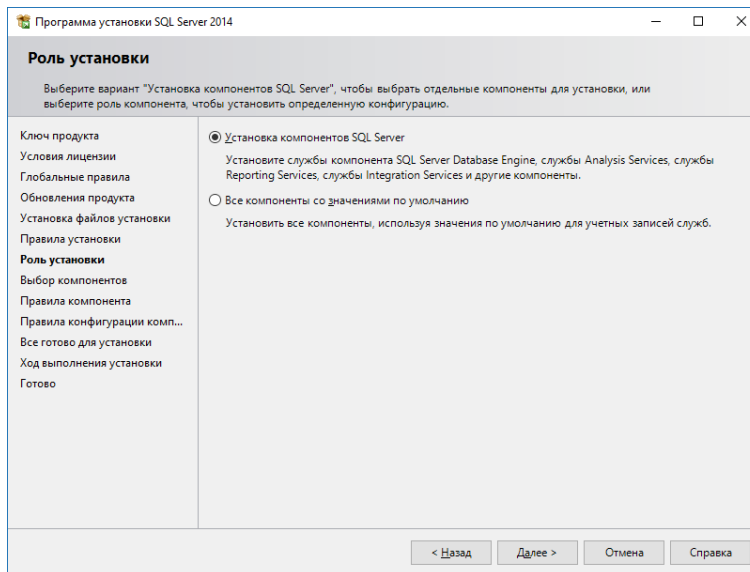 Программа установки SQL Server 2014
Роль установки
Выберите вариант "Установка компонентов SQL Server", чтобы выбрать отдельные компоненты для установки, или
выберите роль компонента, чтобы установить определенную конфигурацию.
Ключ продукта
Условия лицензии
Глобальные правила
Обновления продукта
Установка файлов установки
Правила установки
Роль установки
Выбор компонентов
Правила компонента
Правила конфигурации комп...
Все готово для установки
Ход выполнения установки
Готово
Установка компонентов SQL Server
Установите службы компонента SQL Server Database Engine, службы Analysis Services, службы
Reporting Services, службы Integration Services и другие компоненты.
Все компоненты со значениями по умолчанию
Установить все компоненты, используя значения по умолчанию для учетных записей служб.
< Назад
Далее >
Отмена
Справка